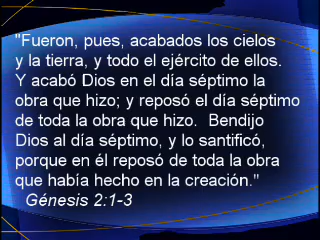 "Fueron, pues, acabados los cielos
y la tierra, y todo el ejército de ellos.
Y acabó Dios en el día séptimo la
obra que hizo; y reposó el día séptimo
de toda la obra que hizo.  Bendijo
Dios al día séptimo, y lo santificó,
porque en él reposó de toda la obra
que había hecho en la creación."
Génesis 2:1-3